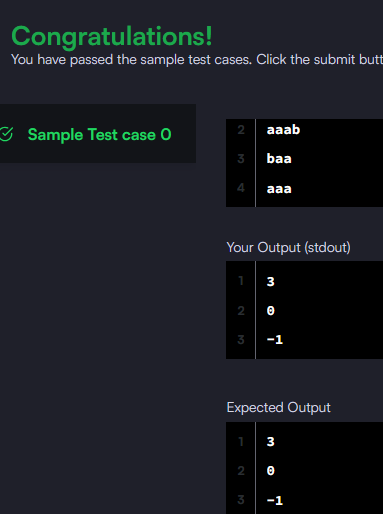 Congratulations!
You have passed the sample test cases. Click the submit butt
Sample Test case 0
2 aaab
3 baa
4 aaa
Your Output (stdout)
1 3
2 0
3 -1
Expected Output
1 3
2 0
3 -1